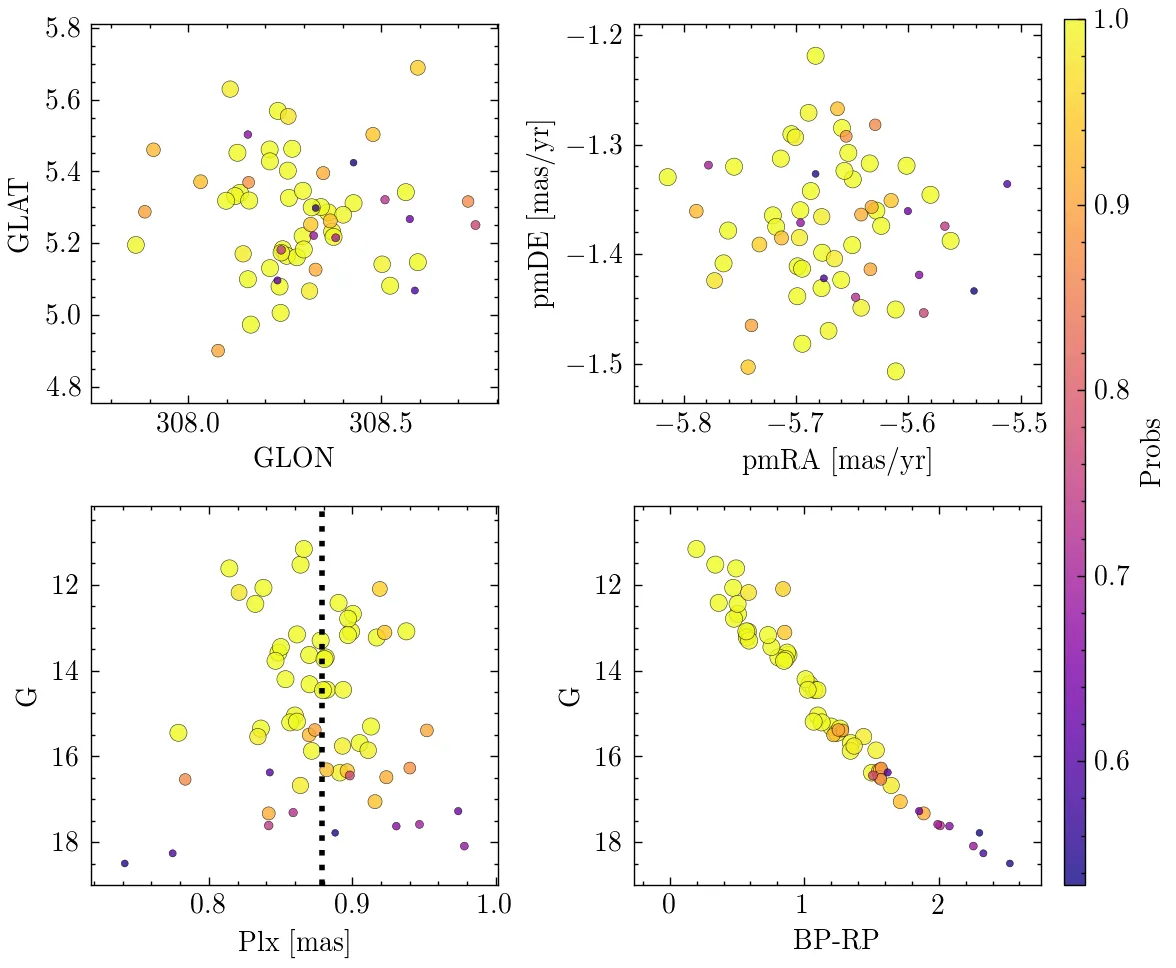 5.8
5.6
5.4
5.2
5.0
4.8
GLAT
308.0 308.5
GLON
−1.2
−1.3
−1.4
−1.5
pmDE [mas/yr]
−5.8 −5.7 −5.6 −5.5
pmRA [mas/yr]
12
14
16
18
G
0.8 0.9 1.0
Plx [mas]
12
14
16
18
G
0 1 2
BP-RP
1.0
0.9
0.8
0.7
0.6
Probs